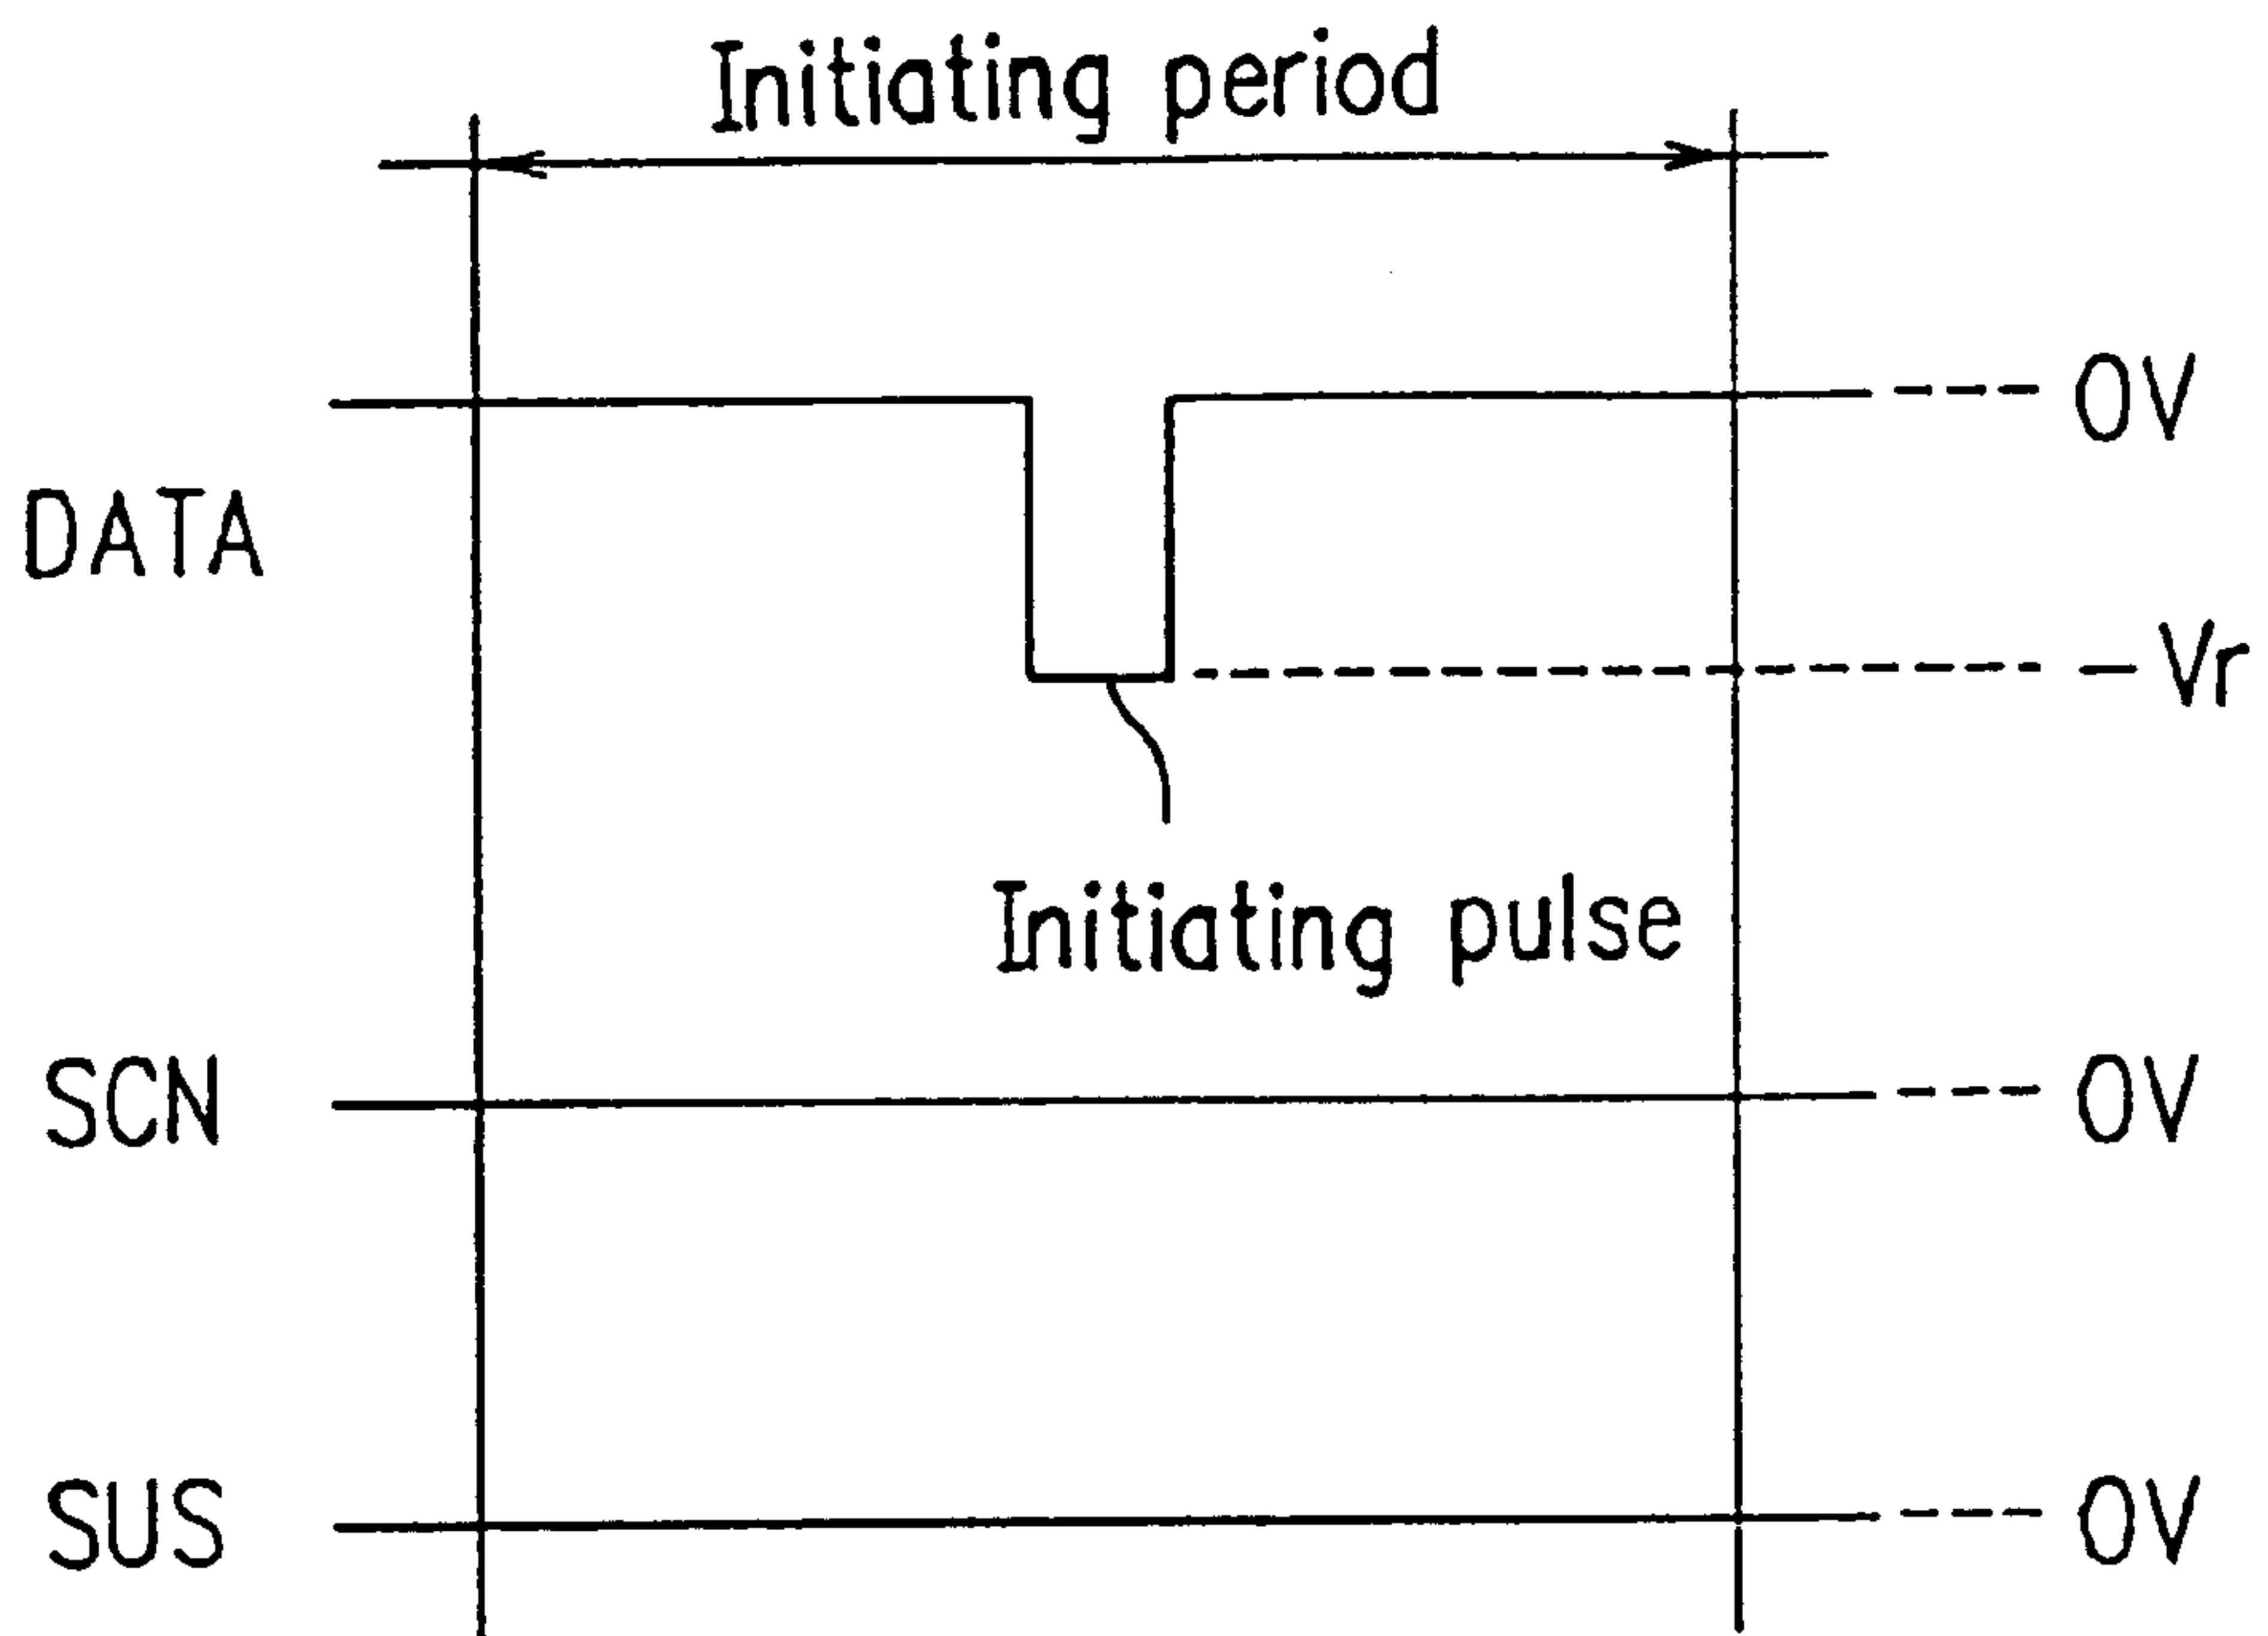 Initiating period
0V
DATA
-Vr
Initiating pulse
SCN
0V
SUS
0V